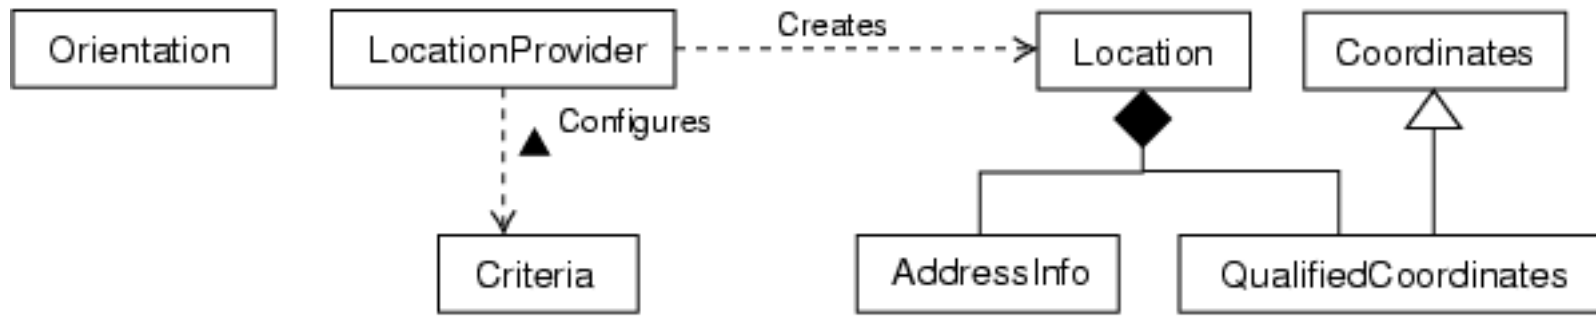 Orientation
LocationProvider
Creates
Location
Coordinates
Configures
Criteria
AddressInfo
QualifiedCoordinates